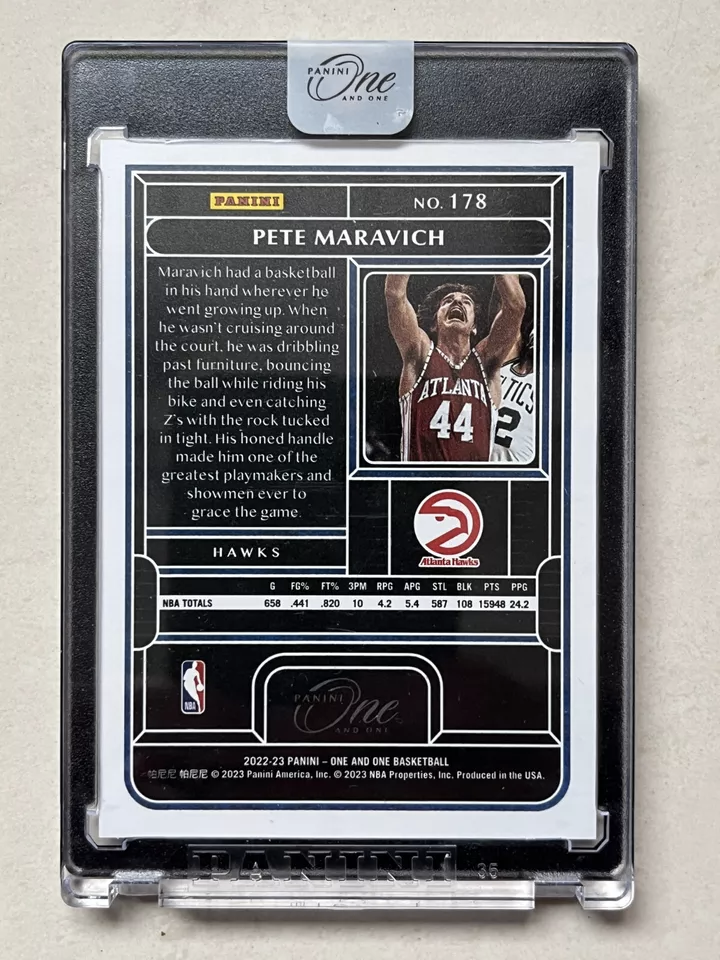 PANINI One
AND ONE
PANINI
NO. 178
PETE MARAVICH
Maravich had a basketball
in his hand wherever he
went growing up. When
he wasn't cruising around
the court, he was dribbling
past furniture, bouncing
the ball while riding his
bike and even catching
Z's with the rock tucked
in tight. His honed handle
made him one of the
greatest playmakers and
showmen ever to
grace the game.
ATLANTA
44
TICS
2
Atlanta Hawks
HAWKS
G FG% FT% 3PM RPG APG STL BLK PTS PPG
NBA TOTALS 658 .441 .820 10 4.2 5.4 587 108 15948 24.2
NBA
PANINI One
AND ONE
2022-23 PANINI – ONE AND ONE BASKETBALL
帕尼尼 帕尼尼 © 2023 Panini America, Inc. © 2023 NBA Properties, Inc. Produced in the USA.
PANINI 35